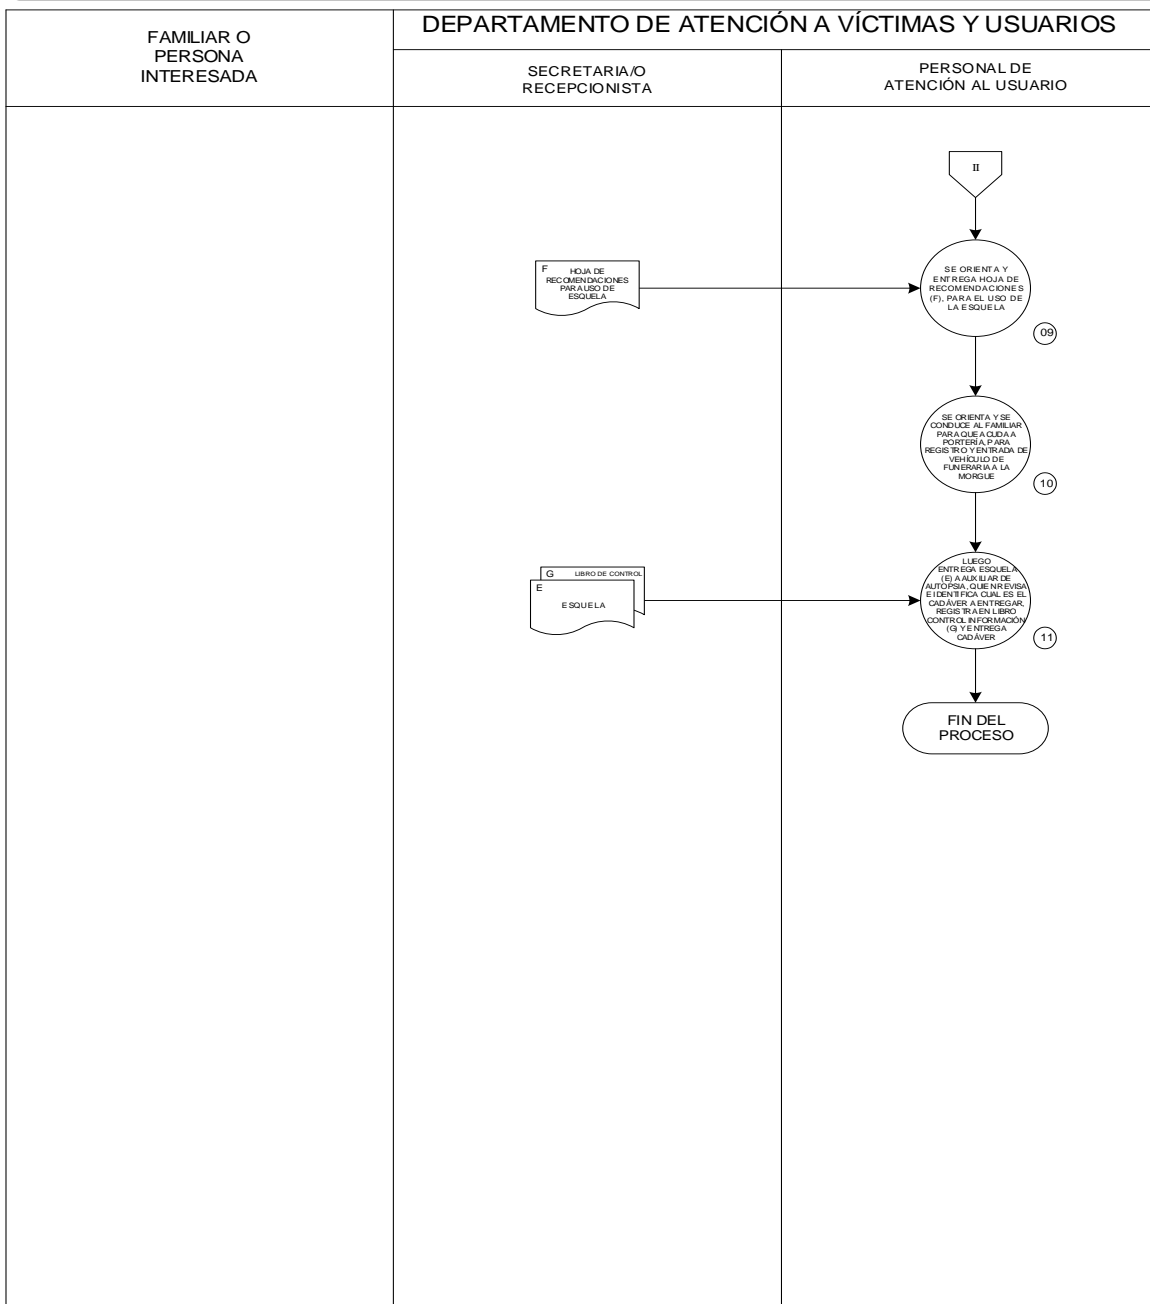 FAMILIAR O
PERSONA
INTERESADA
DEPARTAMENTO DE ATENCIÓN A VÍCTIMAS Y USUARIOS
SECRETARIA/O
RECEPCIONISTA
PERSONAL DE
ATENCIÓN AL USUARIO
II
F
HOJA DE
RECOMENDACIONES
PARA USO DE
ESQUELA
SE ORIENTA Y
ENTREGA HOJA DE
RECOMENDACIONES
(F), PARA EL USO DE
LA ESQUELA
09
SE ORIENTA Y SE
CONDUCE AL FAMILIAR
PARA QUE ACUDA A
PORTERÍA, PARA
REGISTRO Y ENTRADA DE
VEHÍCULO DE
FUNERARIA A LA
MORGUE
10
G LIBRO DE CONTROL
E
ESQUELA
LUEGO
ENTREGA ESQUELA
(E) A AUXILIAR DE
AUTOPSIA, QUIEN REVISA
E IDENTIFICA CUAL ES EL
CADÁVER A ENTREGAR,
REGISTRA EN LIBRO
CONTROL INFORMACIÓN
(G) Y ENTREGA
CADÁVER
11
FIN DEL
PROCESO